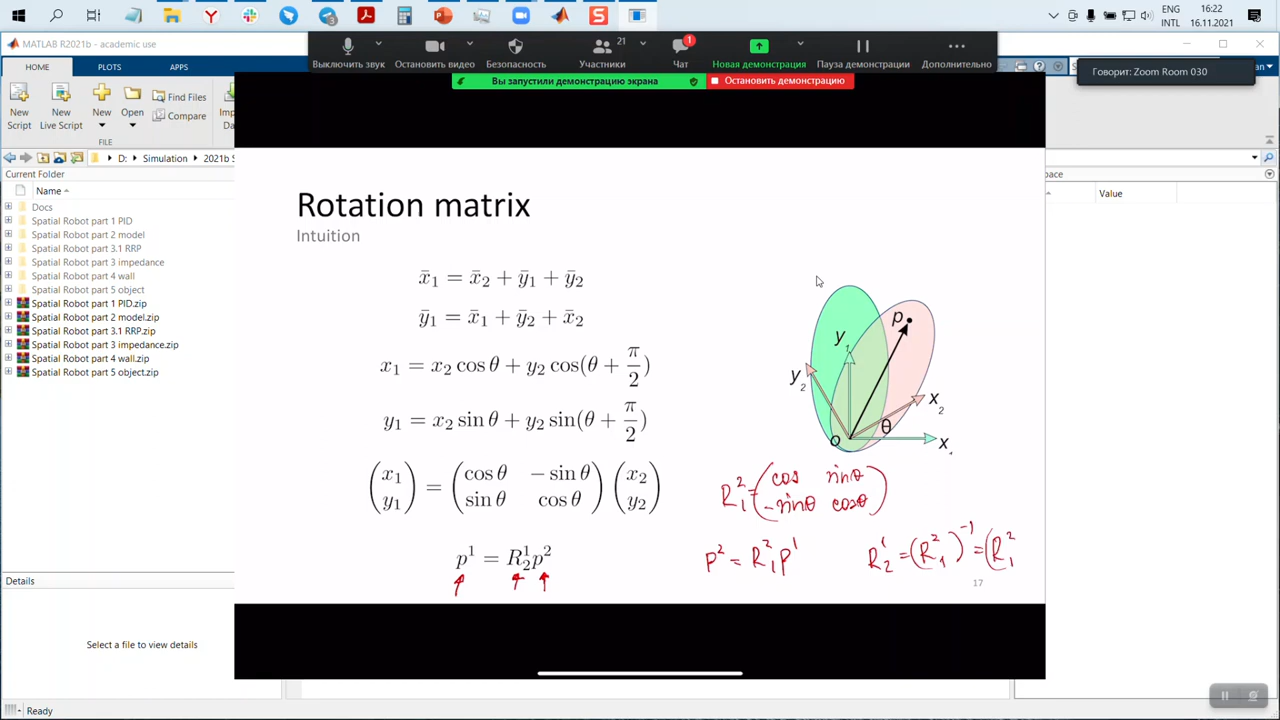 ENG
16:22
INTL
16.11.2021
MATLAB R2021b - academic use
HOME
PLOTS
APPS
21
1
Выключить звук
Остановить видео
Безопасность
Участники
Чат
Новая демонстрация
Пауза демонстрации
Дополнительно
Вы запустили демонстрацию экрана
Остановить демонстрацию
Говорит: Zoom Room 030
New Script
New Live Script
New
Open
Find Files
Compare
FILE
D: ▸ Simulation ▸ 2021b S
Current Folder
Name
Value
Docs
Spatial Robot part 1 PID
Spatial Robot part 2 model
Spatial Robot part 3.1 RRP
Spatial Robot part 3 impedance
Spatial Robot part 4 wall
Spatial Robot part 5 object
Spatial Robot part 1 PID.zip
Spatial Robot part 2 model.zip
Spatial Robot part 3.1 RRP.zip
Spatial Robot part 3 impedance.zip
Spatial Robot part 4 wall.zip
Spatial Robot part 5 object.zip
Details
Select a file to view details
Ready
Rotation matrix
Intuition
x̄₁ = x̄₂ + ȳ₁ + ȳ₂
ȳ₁ = x̄₁ + ȳ₂ + x̄₂
x₁ = x₂ cos θ + y₂ cos(θ + π/2)
y₁ = x₂ sin θ + y₂ sin(θ + π/2)
(x₁ y₁) = (cos θ − sin θ sin θ cos θ) (x₂ y₂)
p¹ = R₂¹p²
p
y₁
y₂
x₂
θ
o
x₁
R₁² = (cos sinθ -sinθ cosθ)
p² = R₁² p¹
R₂¹ = (R₁²)⁻¹ = (R₁²
17